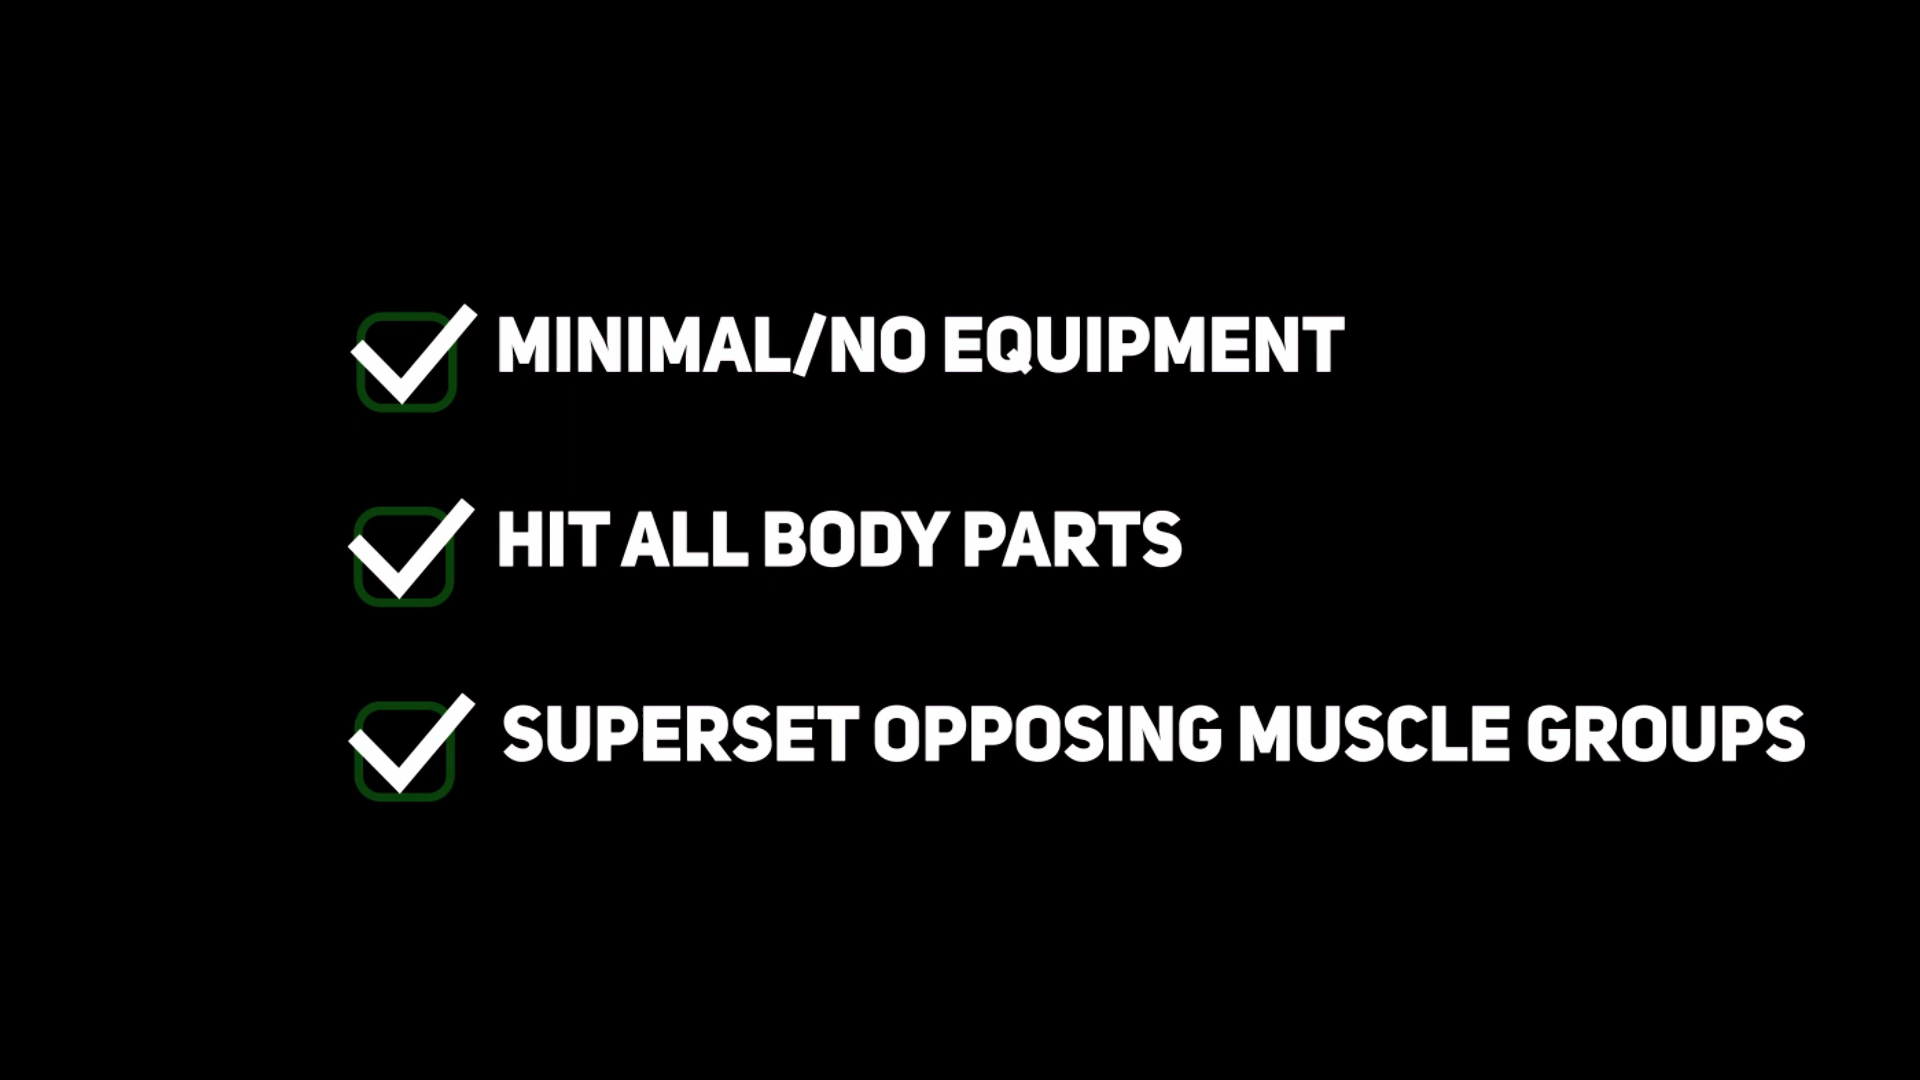 MINIMAL/NO EQUIPMENT
HIT ALL BODY PARTS
SUPERSET OPPOSING MUSCLE GROUPS